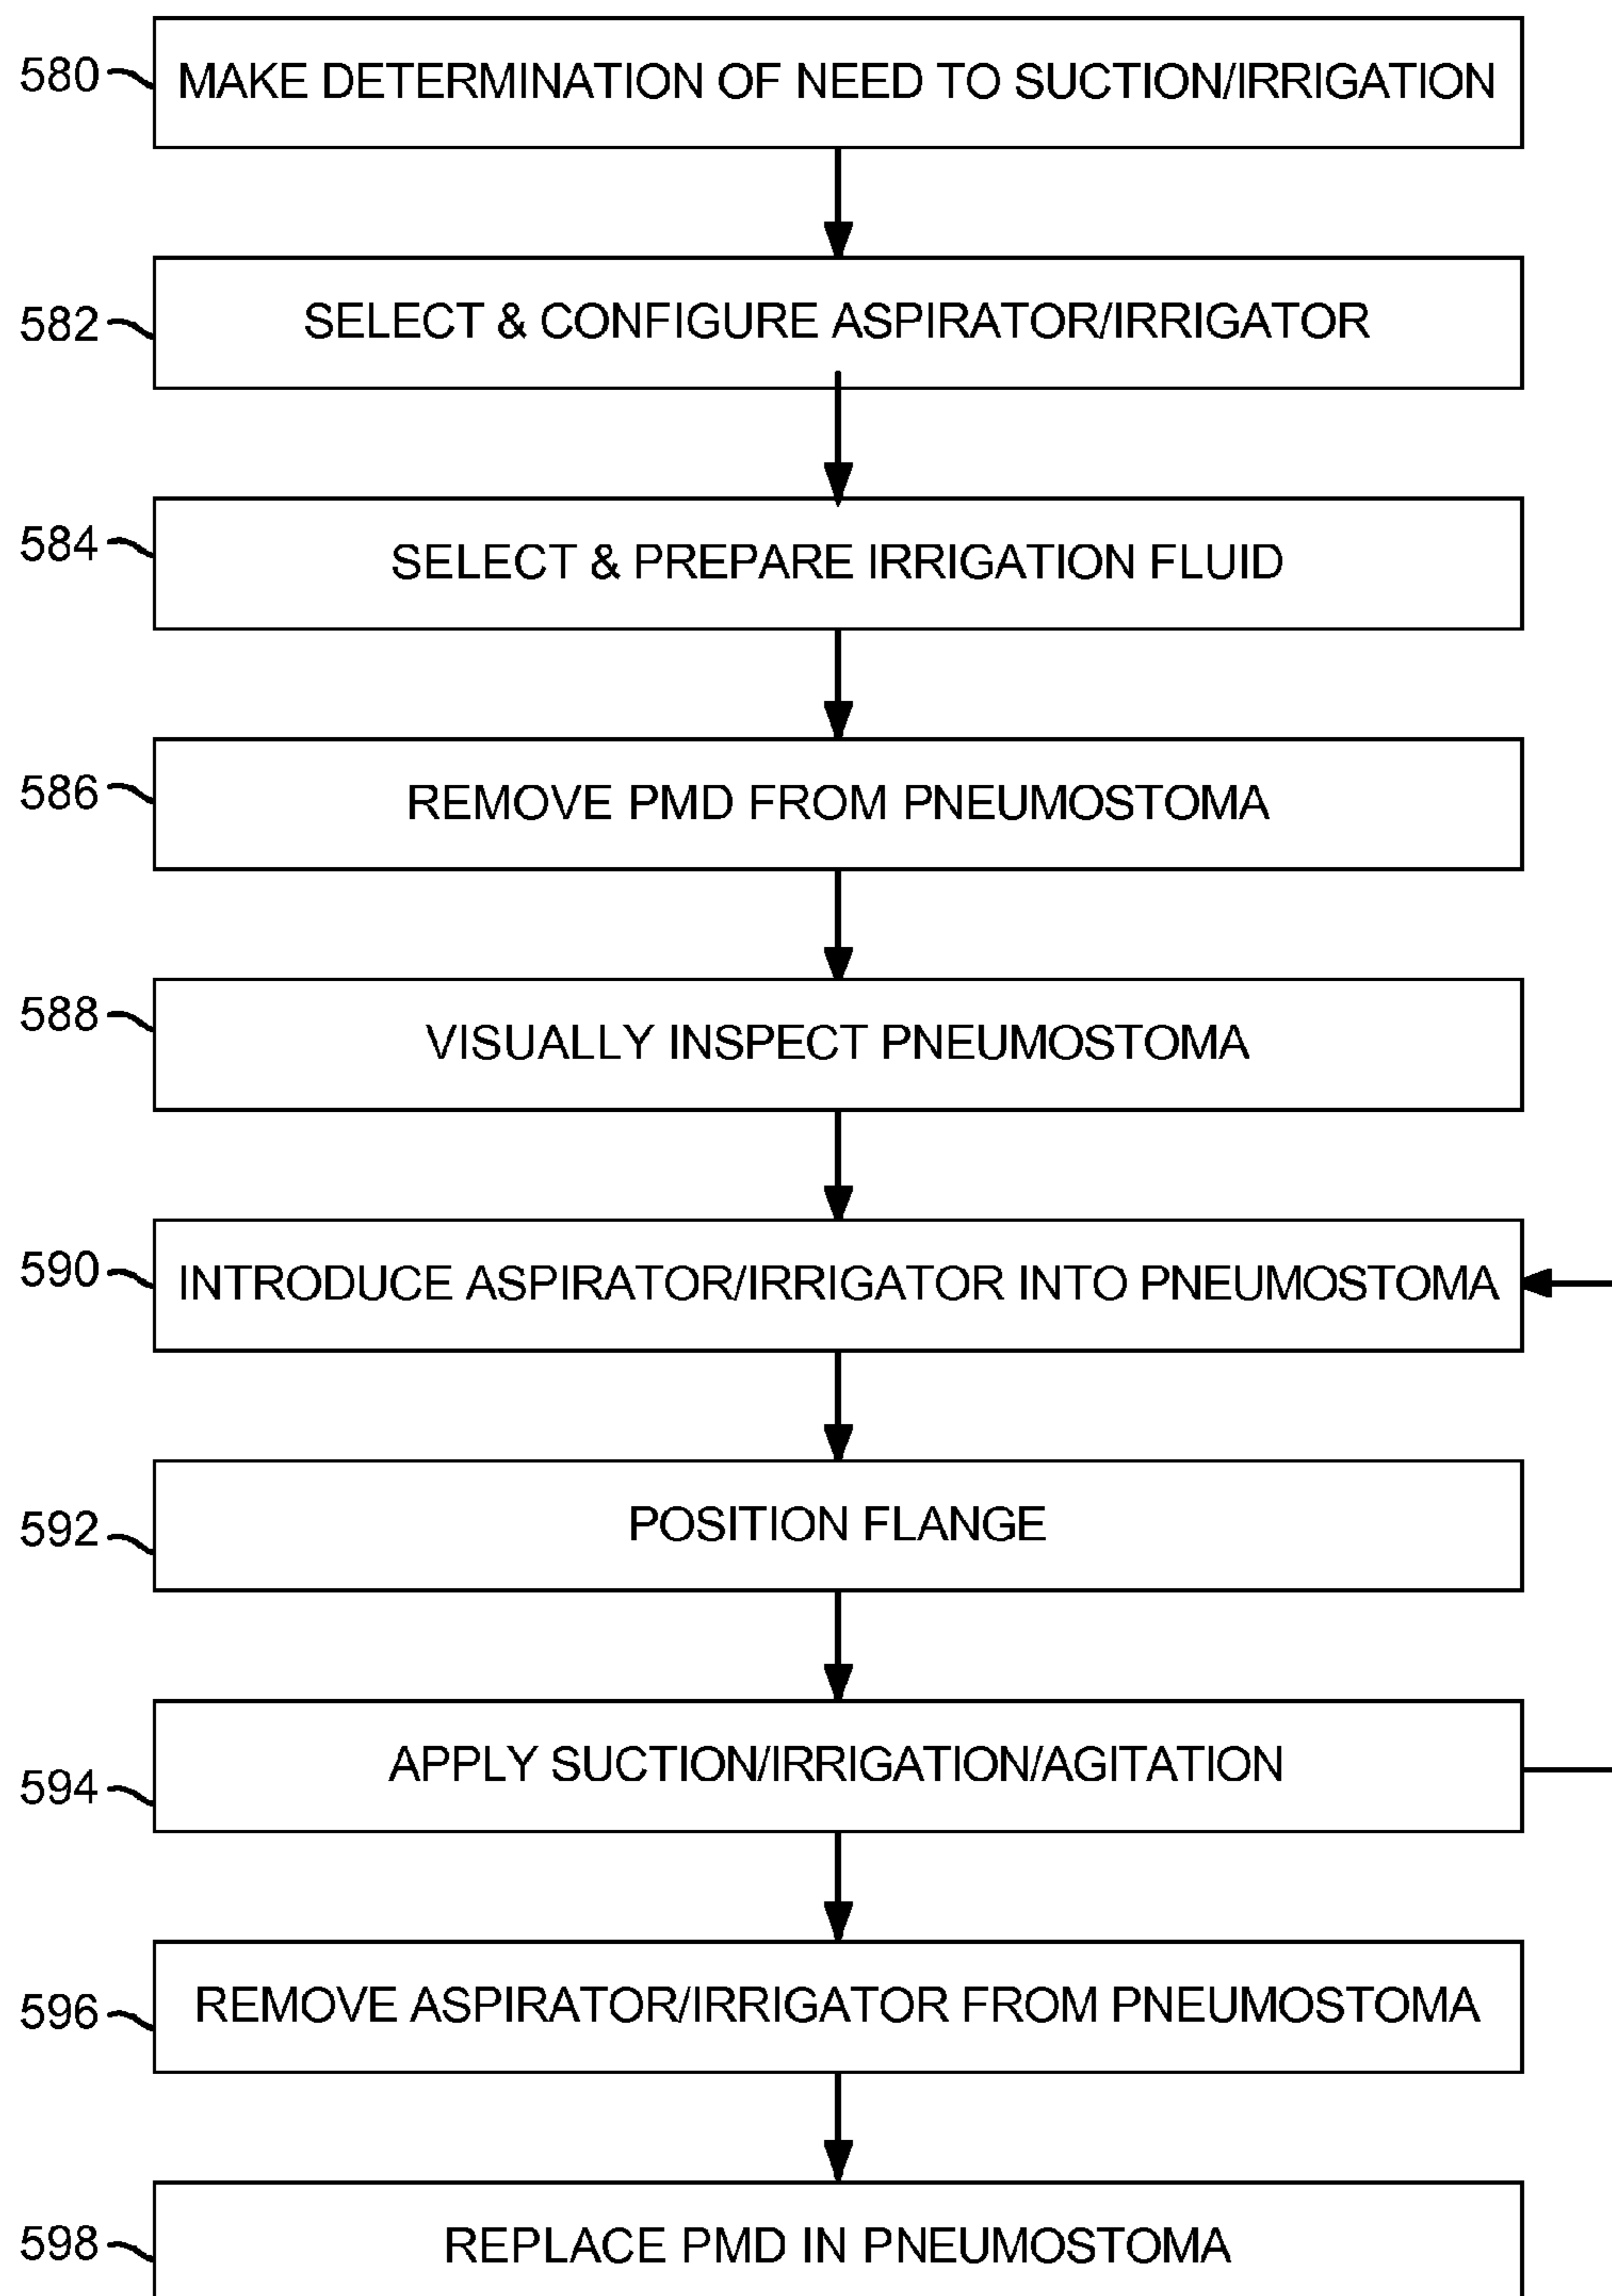 580 MAKE DETERMINATION OF NEED TO SUCTION/IRRIGATION
582 SELECT & CONFIGURE ASPIRATOR/IRRIGATOR
584 SELECT & PREPARE IRRIGATION FLUID
586 REMOVE PMD FROM PNEUMOSTOMA
588 VISUALLY INSPECT PNEUMOSTOMA
590 INTRODUCE ASPIRATOR/IRRIGATOR INTO PNEUMOSTOMA
592 POSITION FLANGE
594 APPLY SUCTION/IRRIGATION/AGITATION
596 REMOVE ASPIRATOR/IRRIGATOR FROM PNEUMOSTOMA
598 REPLACE PMD IN PNEUMOSTOMA